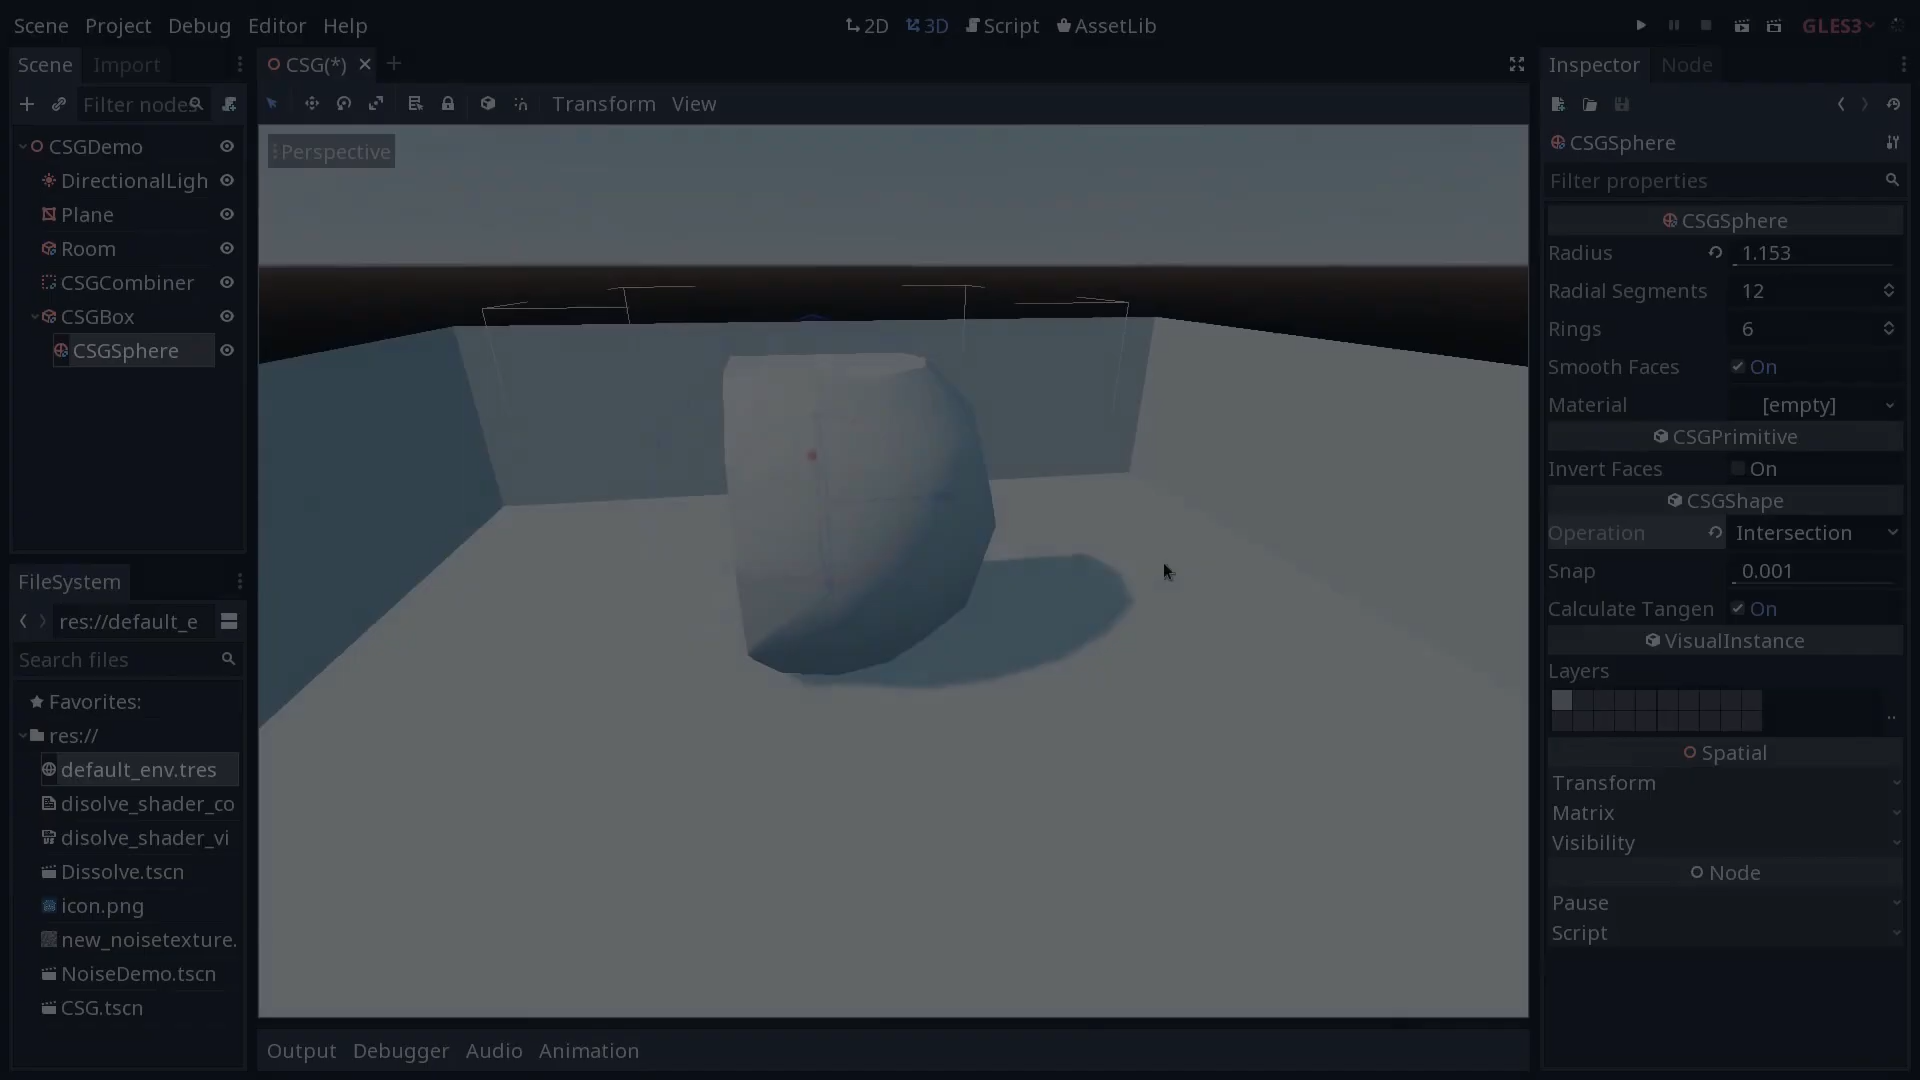 Scene Project Debug Editor Help
2D 3D Script AssetLib
GLES3
Scene Import
Filter nodes
CSGDemo
DirectionalLigh
Plane
Room
CSGCombiner
CSGBox
CSGSphere
FileSystem
res://default_e
Search files
Favorites:
res://
default_env.tres
disolve_shader_co
disolve_shader_vi
Dissolve.tscn
icon.png
new_noisetexture.
NoiseDemo.tscn
CSG.tscn
CSG(*)
Transform View
Perspective
Output Debugger Audio Animation
Inspector Node
CSGSphere
Filter properties
CSGSphere
Radius 1.153
Radial Segments 12
Rings 6
Smooth Faces On
Material [empty]
CSGPrimitive
Invert Faces On
CSGShape
Operation Intersection
Snap 0.001
Calculate Tangen On
VisualInstance
Layers
..
Spatial
Transform
Matrix
Visibility
Node
Pause
Script